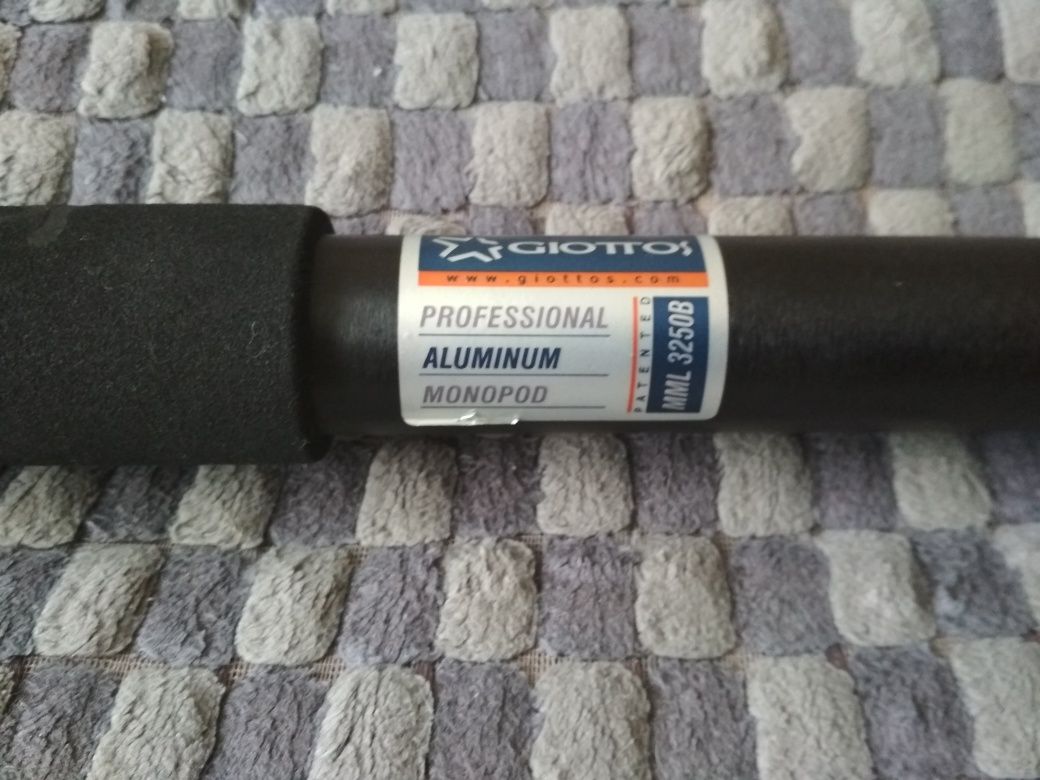 GIOTTOS
www.giottos.com
PROFESSIONAL
ALUMINUM
MONOPOD
PATENTED
MML 3250B